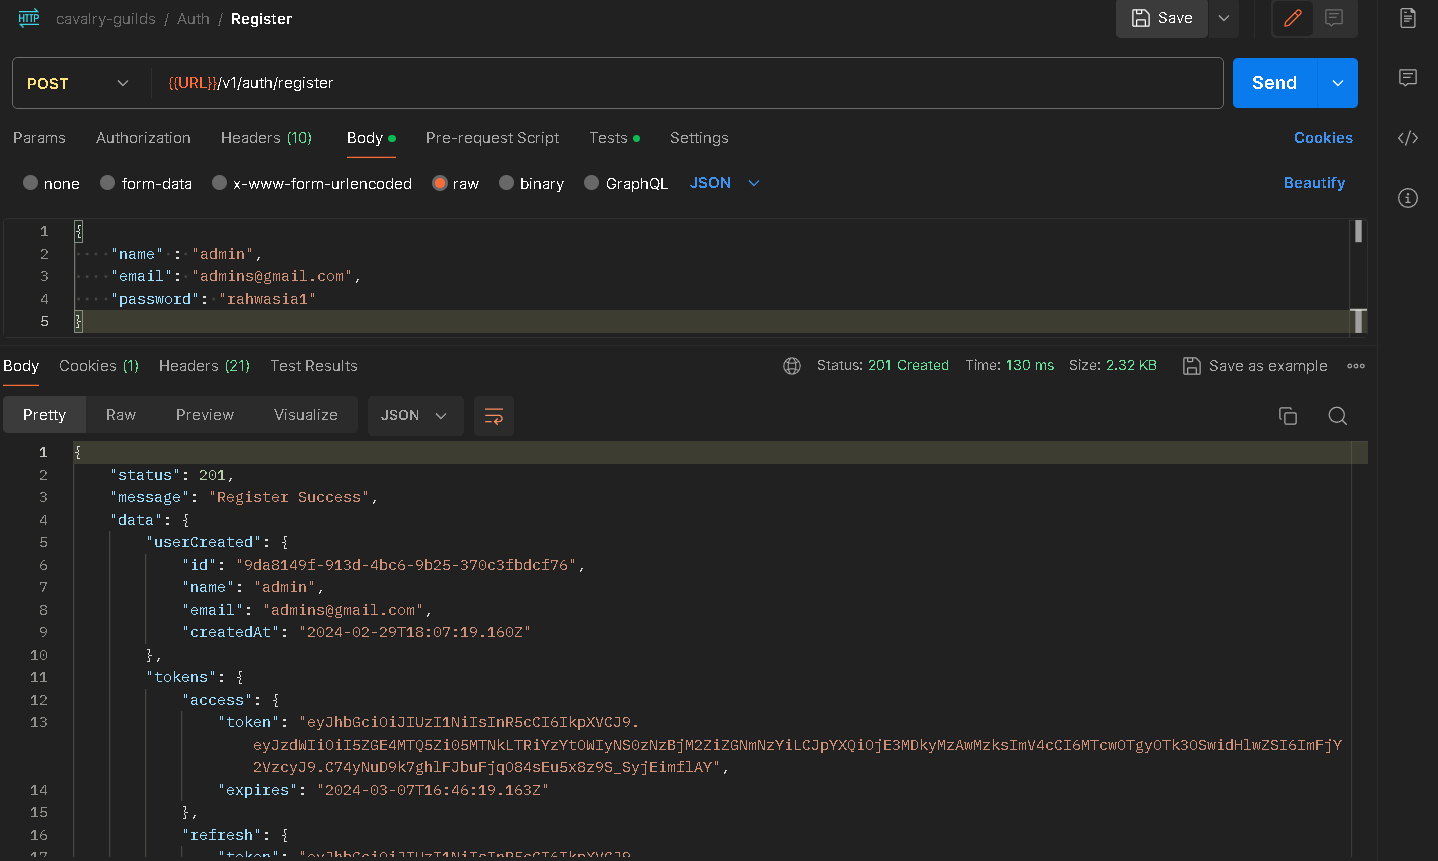 HTTP cavalry-guilds / Auth / Register Save
POST {{URL}}/v1/auth/register Send
Params Authorization Headers (10) Body Pre-request Script Tests Settings Cookies
none form-data x-www-form-urlencoded raw binary GraphQL JSON Beautify
1 {
2 "name" : "admin",
3 "email": "admins@gmail.com",
4 "password": "rahwasia1"
5 }
Body Cookies (1) Headers (21) Test Results Status: 201 Created Time: 130 ms Size: 2.32 KB Save as example
Pretty Raw Preview Visualize JSON
1 {
2 "status": 201,
3 "message": "Register Success",
4 "data": {
5 "userCreated": {
6 "id": "9da8149f-913d-4bc6-9b25-370c3fbdcf76",
7 "name": "admin",
8 "email": "admins@gmail.com",
9 "createdAt": "2024-02-29T18:07:19.160Z"
10 },
11 "tokens": {
12 "access": {
13 "token": "eyJhbGciOiJIUzI1NiIsInR5cCI6IkpXVCJ9.
eyJzdWIiOiI5ZGE4MTQ5Zi05MTNkLTRiYzYtOWIyNS0zNzBjM2ZiZGNmNzYiLCJpYXQiOjE3MDkyMzAwMzksImV4cCI6MTcwOTgyOTk3OSwidHlwZSI6ImFjY
2VzcyJ9.C74yNuD9k7ghlFJbuFjqO84sEu5x8z9S_SyjEimflAY",
14 "expires": "2024-03-07T16:46:19.163Z"
15 },
16 "refresh": {
17 "token": "eyJhbGciOiJIUzI1NiIsInR5cCI6IkpXVCJ9.